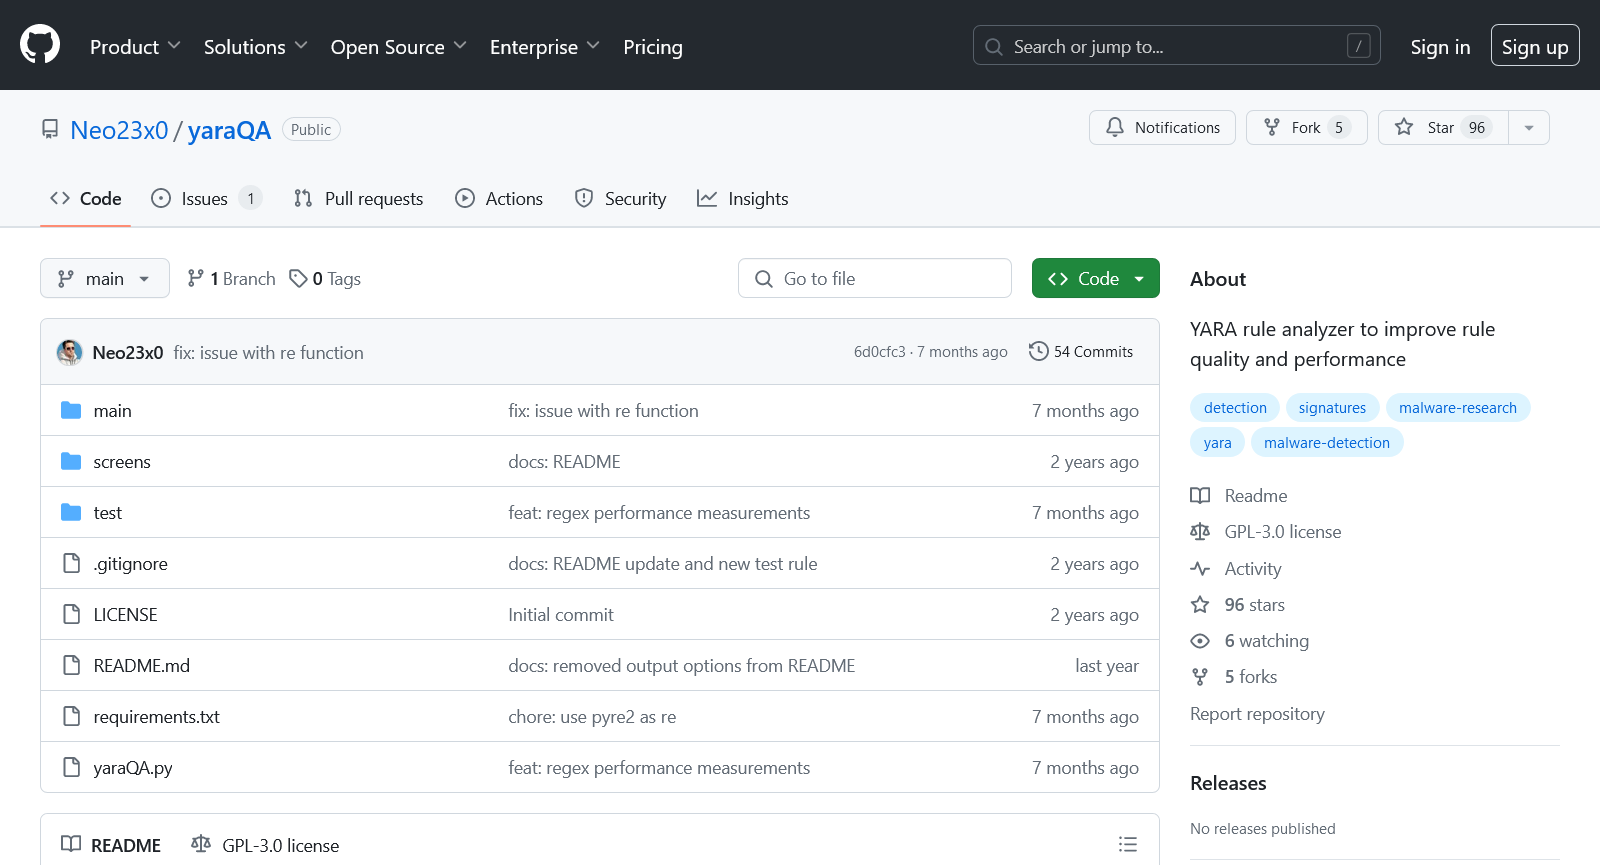 Product Solutions Open Source Enterprise Pricing Search or jump to... / Sign in Sign up
Neo23x0 / yaraQA Public Notifications Fork 5 Star 96
Code Issues 1 Pull requests Actions Security Insights
main 1 Branch 0 Tags Go to file Code
Neo23x0 fix: issue with re function 6d0cfc3 · 7 months ago 54 Commits
main fix: issue with re function 7 months ago
screens docs: README 2 years ago
test feat: regex performance measurements 7 months ago
.gitignore docs: README update and new test rule 2 years ago
LICENSE Initial commit 2 years ago
README.md docs: removed output options from README last year
requirements.txt chore: use pyre2 as re 7 months ago
yaraQA.py feat: regex performance measurements 7 months ago
README GPL-3.0 license
About
YARA rule analyzer to improve rule
quality and performance
detection signatures malware-research
yara malware-detection
Readme
GPL-3.0 license
Activity
96 stars
6 watching
5 forks
Report repository
Releases
No releases published